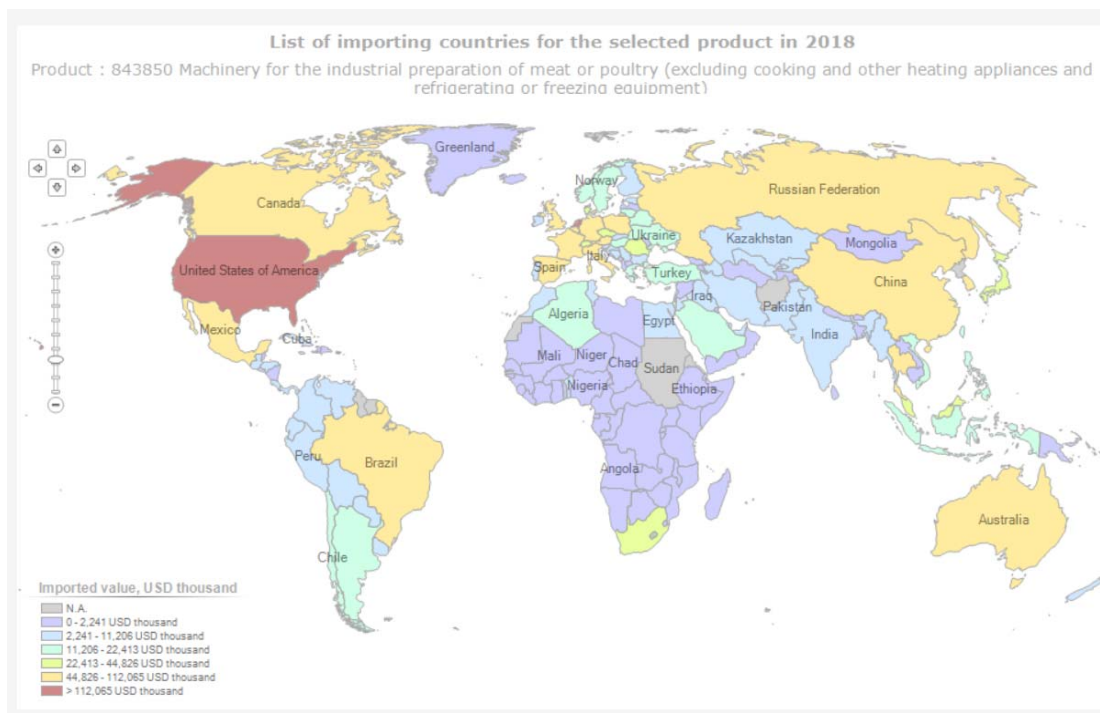 List of importing countries for the selected product in 2018
Product : 843850 Machinery for the industrial preparation of meat or poultry (excluding cooking and other heating appliances and
refrigerating or freezing equipment)
Greenland
Norway
Russian Federation
Canada
Ukraine
Kazakhstan
Mongolia
United States of America
Spain
Italy
Turkey
China
Iraq
Pakistan
Mexico
Cuba
Algeria
Egypt
India
Mali
Niger
Chad
Sudan
Nigeria
Ethiopia
Peru
Brazil
Angola
Australia
Chile
Imported value, USD thousand
N.A.
0 - 2,241 USD thousand
2,241 - 11,206 USD thousand
11,206 - 22,413 USD thousand
22,413 - 44,826 USD thousand
44,826 - 112,065 USD thousand
> 112,065 USD thousand